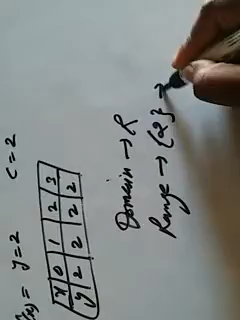 f(x) = y = 2 C = 2
x 0 1 2 3
y 2 2 2 2
Domain → R
Range → {2} →